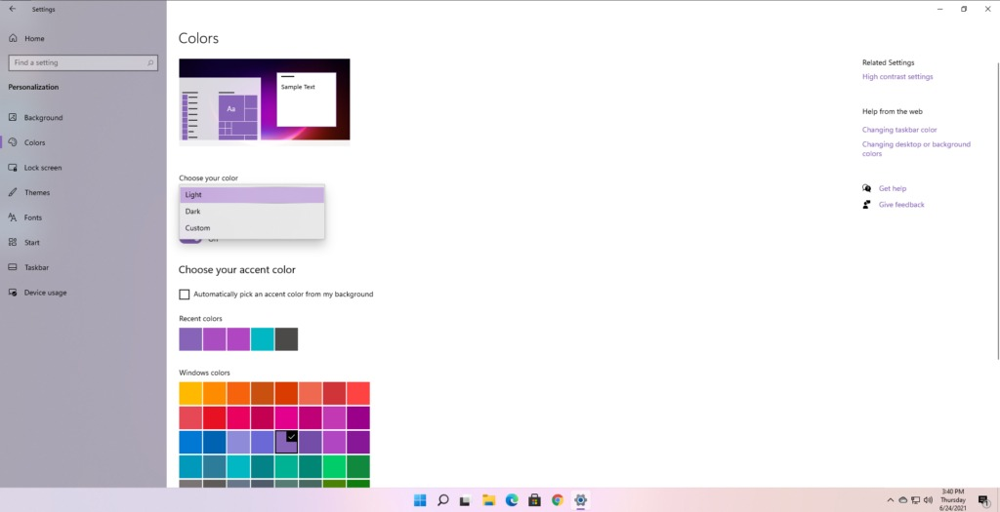 Settings
Home
Find a setting
Personalization
Background
Colors
Lock screen
Themes
Fonts
Start
Taskbar
Device usage
Colors
Aa
Sample Text
Choose your color
Light
Dark
Custom
On
Choose your accent color
Automatically pick an accent color from my background
Recent colors
Windows colors
Related Settings
High contrast settings
Help from the web
Changing taskbar color
Changing desktop or background
colors
Get help
Give feedback
3:40 PM
Thursday
6/24/2021
1